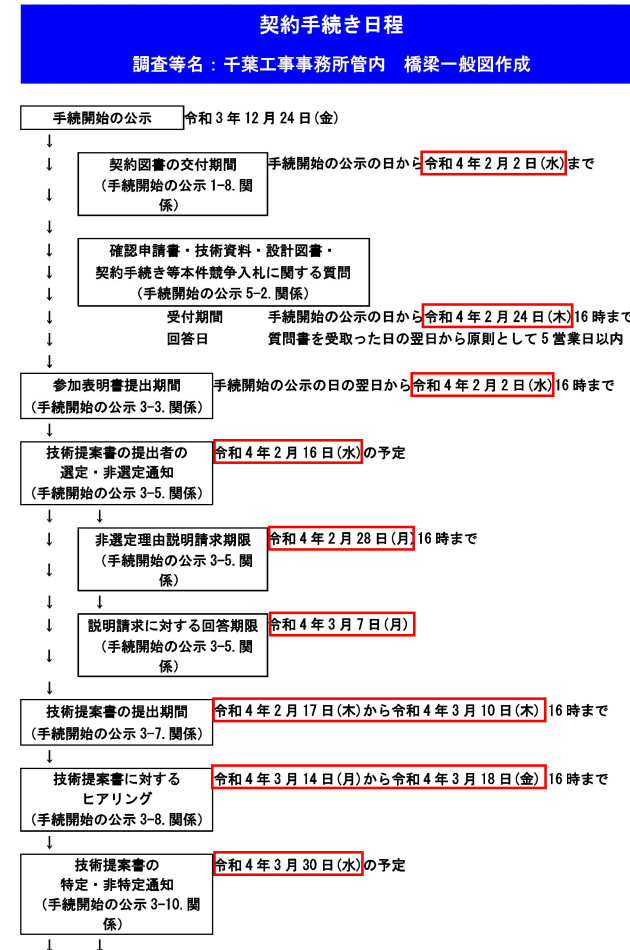 契約手続き日程
調査等名：千葉工事事務所管内　橋梁一般図作成
手続開始の公示 令和3年12月24日(金)
↓
↓ 契約図書の交付期間 手続開始の公示の日から令和4年2月2日(水)まで
(手続開始の公示1-8.関
↓ 係)
↓
↓ 確認申請書・技術資料・設計図書・
↓ 契約手続き等本件競争入札に関する質問
↓ (手続開始の公示5-2.関係)
↓ 受付期間 手続開始の公示の日から令和4年2月24日(木)16時まで
↓ 回答日 質問書を受取った日の翌日から原則として5営業日以内
↓
参加表明書提出期間 手続開始の公示の日の翌日から令和4年2月2日(水)16時まで
(手続開始の公示3-3.関係)
↓
技術提案書の提出者の 令和4年2月16日(水)の予定
選定・非選定通知
(手続開始の公示3-5.関係)
↓ ↓
↓ 非選定理由説明請求期限 令和4年2月28日(月)16時まで
(手続開始の公示3-5.関
↓ 係)
↓ ↓
↓ 説明請求に対する回答期限 令和4年3月7日(月)
(手続開始の公示3-5.関
↓ 係)
↓
技術提案書の提出期間 令和4年2月17日(木)から令和4年3月10日(木)16時まで
(手続開始の公示3-7.関係)
↓
技術提案書に対する 令和4年3月14日(月)から令和4年3月18日(金)16時まで
ヒアリング
(手続開始の公示3-8.関係)
↓
技術提案書の 令和4年3月30日(水)の予定
特定・非特定通知
(手続開始の公示3-10.関
係)
↓ ↓